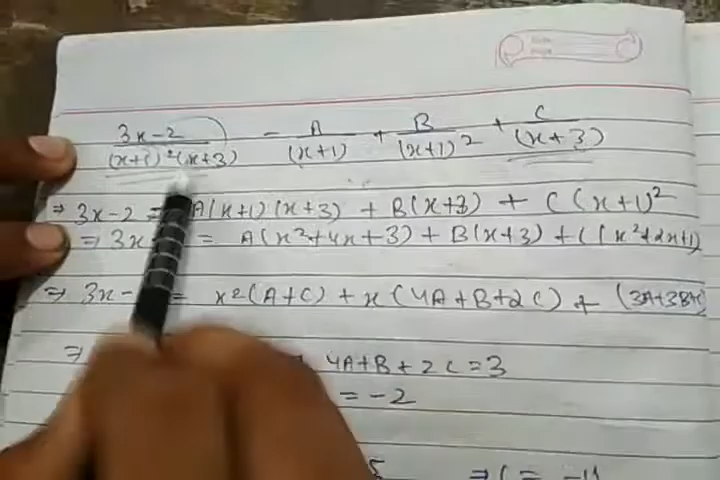 3x-2 / (x+1)²(x+3) = A / (x+1) + B / (x+1)² + C / (x+3)
⇒ 3x-2 = A(x+1)(x+3) + B(x+3) + C(x+1)²
⇒ 3x = A(x²+4x+3) + B(x+3) + C(x²+2x+1)
⇒ 3x- = x²(A+C) + x(4A+B+2C) + (3A+3B+C)
⇒ 4A+B+2C=3
= -2
5 ⇒ C = -11